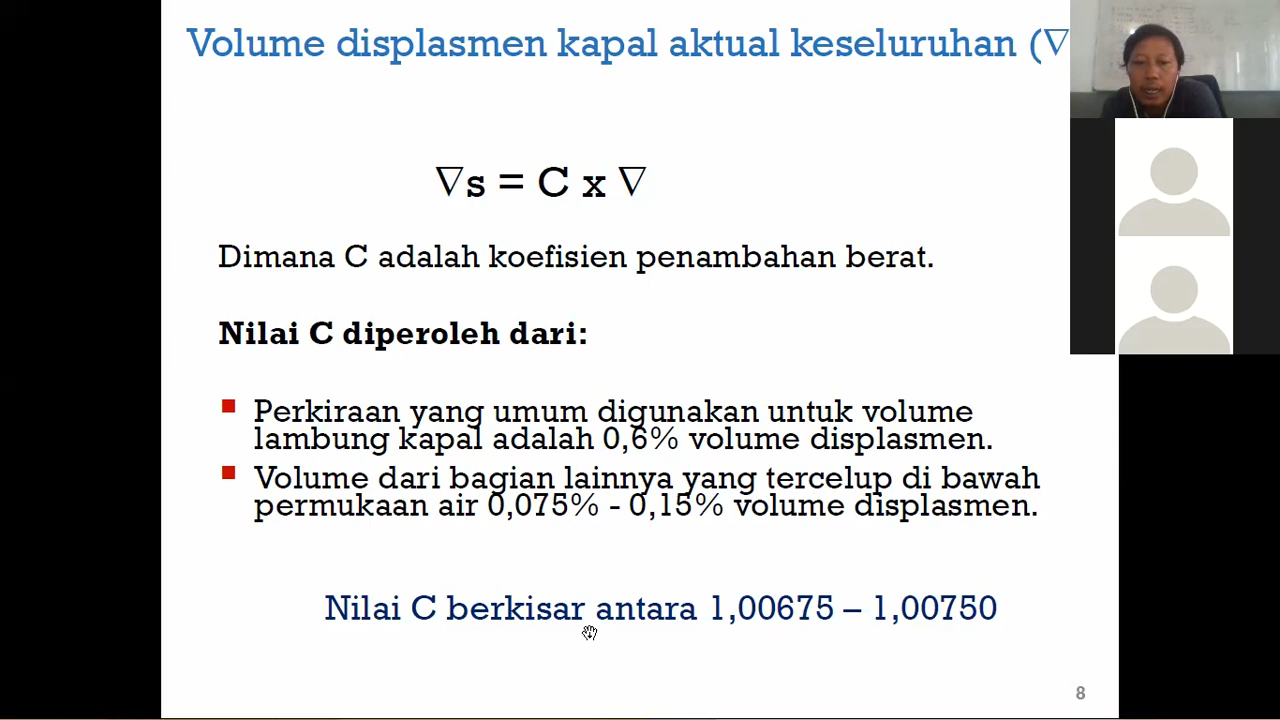 Volume displasmen kapal aktual keseluruhan (∇
∇s = C x ∇
Dimana C adalah koefisien penambahan berat.
Nilai C diperoleh dari:
Perkiraan yang umum digunakan untuk volume
lambung kapal adalah 0,6% volume displasmen.
Volume dari bagian lainnya yang tercelup di bawah
permukaan air 0,075% - 0,15% volume displasmen.
Nilai C berkisar antara 1,00675 – 1,00750
8